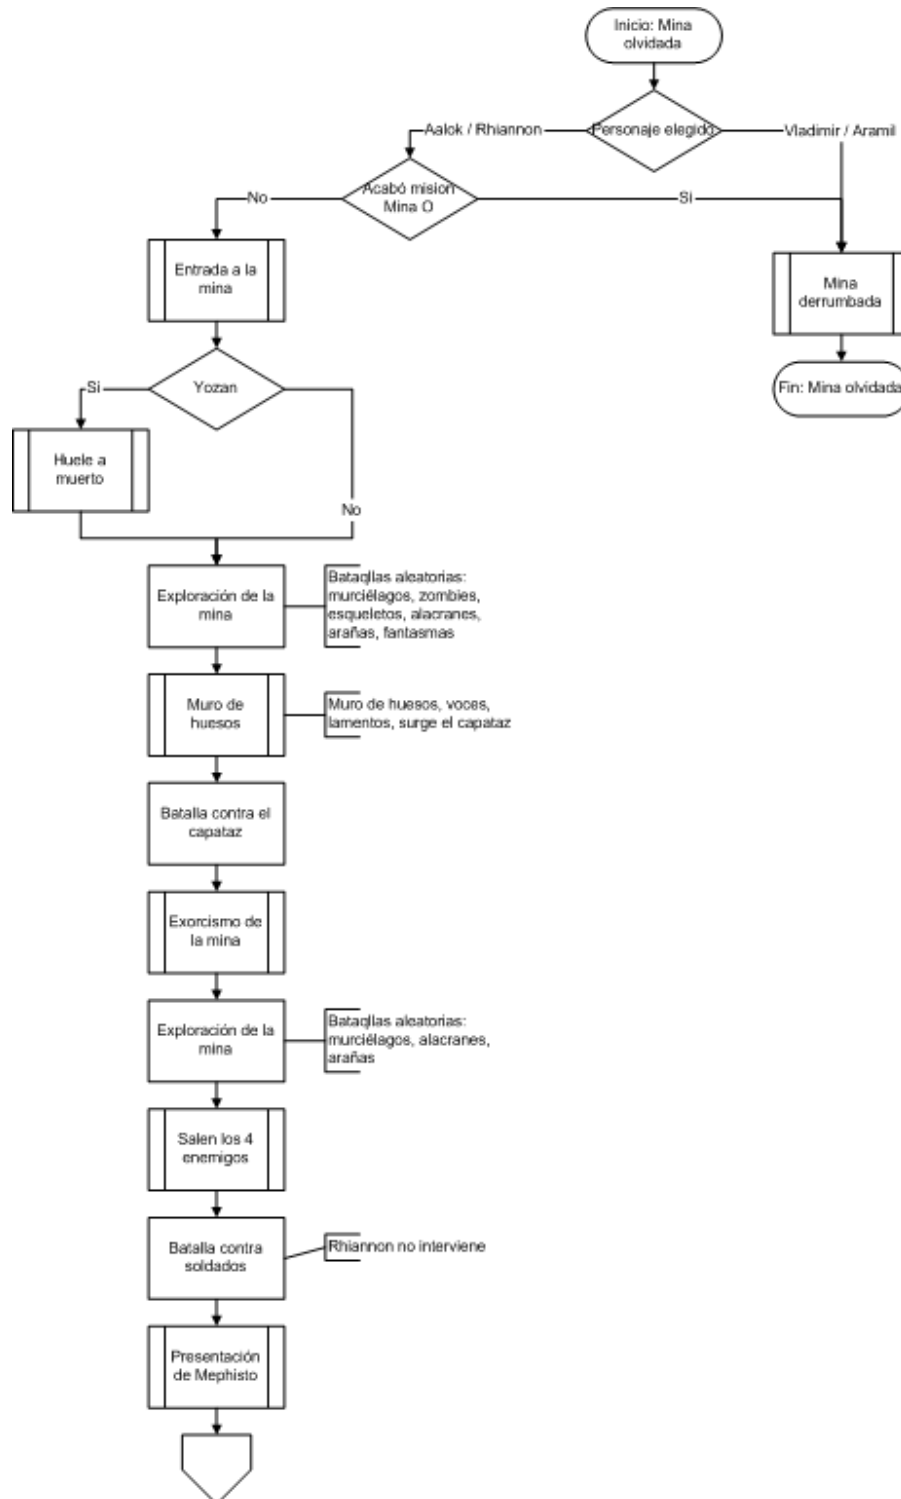 Inicio: Mina
olvidada
Personaje elegido
Aalok / Rhiannon
Vladimir / Aramil
Acabó mision
Mina O
No
Si
Entrada a la
mina
Mina
derrumbada
Yozan
Si
Fin: Mina olvidada
Huele a
muerto
No
Exploración de la
mina
Bataqllas aleatorias:
murciélagos, zombies,
esqueletos, alacranes,
arañas, fantasmas
Muro de
huesos
Muro de huesos, voces,
lamentos, surge el capataz
Batalla contra el
capataz
Exorcismo de
la mina
Exploración de la
mina
Bataqllas aleatorias:
murciélagos, alacranes,
arañas
Salen los 4
enemigos
Batalla contra
soldados
Rhiannon no interviene
Presentación
de Mephisto